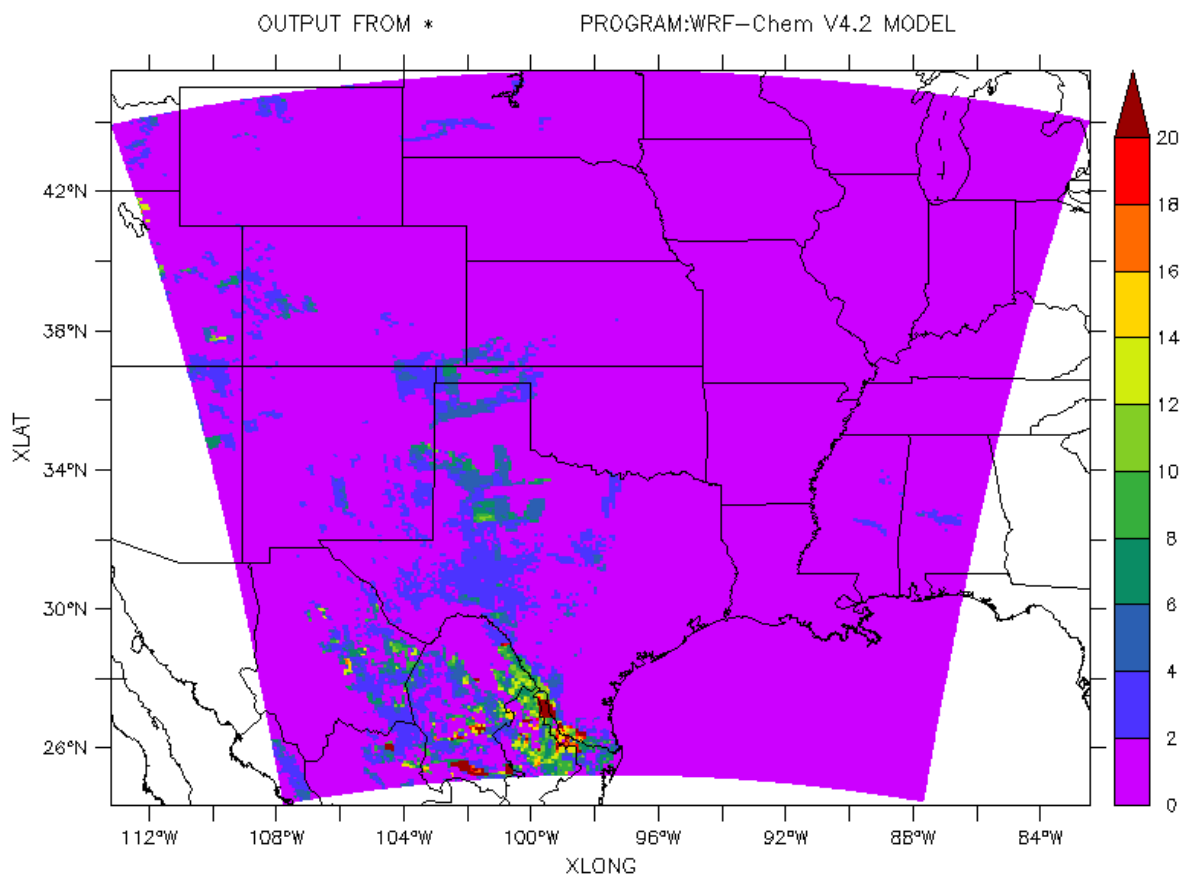 OUTPUT FROM * PROGRAM:WRF-Chem V4.2 MODEL
20
18
16
14
12
10
8
6
4
2
0
42°N
38°N
34°N
30°N
26°N
XLAT
112°W 108°W 104°W 100°W 96°W 92°W 88°W 84°W
XLONG